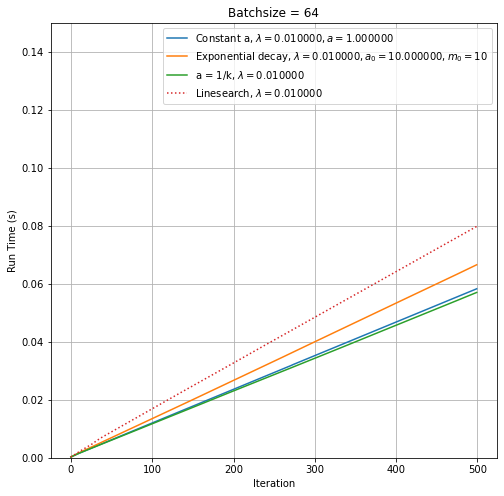 Batchsize = 64
Constant a, λ = 0.010000, a = 1.000000
Exponential decay, λ = 0.010000, a₀ = 10.000000, m₀ = 10
a = 1/k, λ = 0.010000
Linesearch, λ = 0.010000
0.14
0.12
0.10
0.08
0.06
0.04
0.02
0.00
Run Time (s)
0 100 200 300 400 500
Iteration